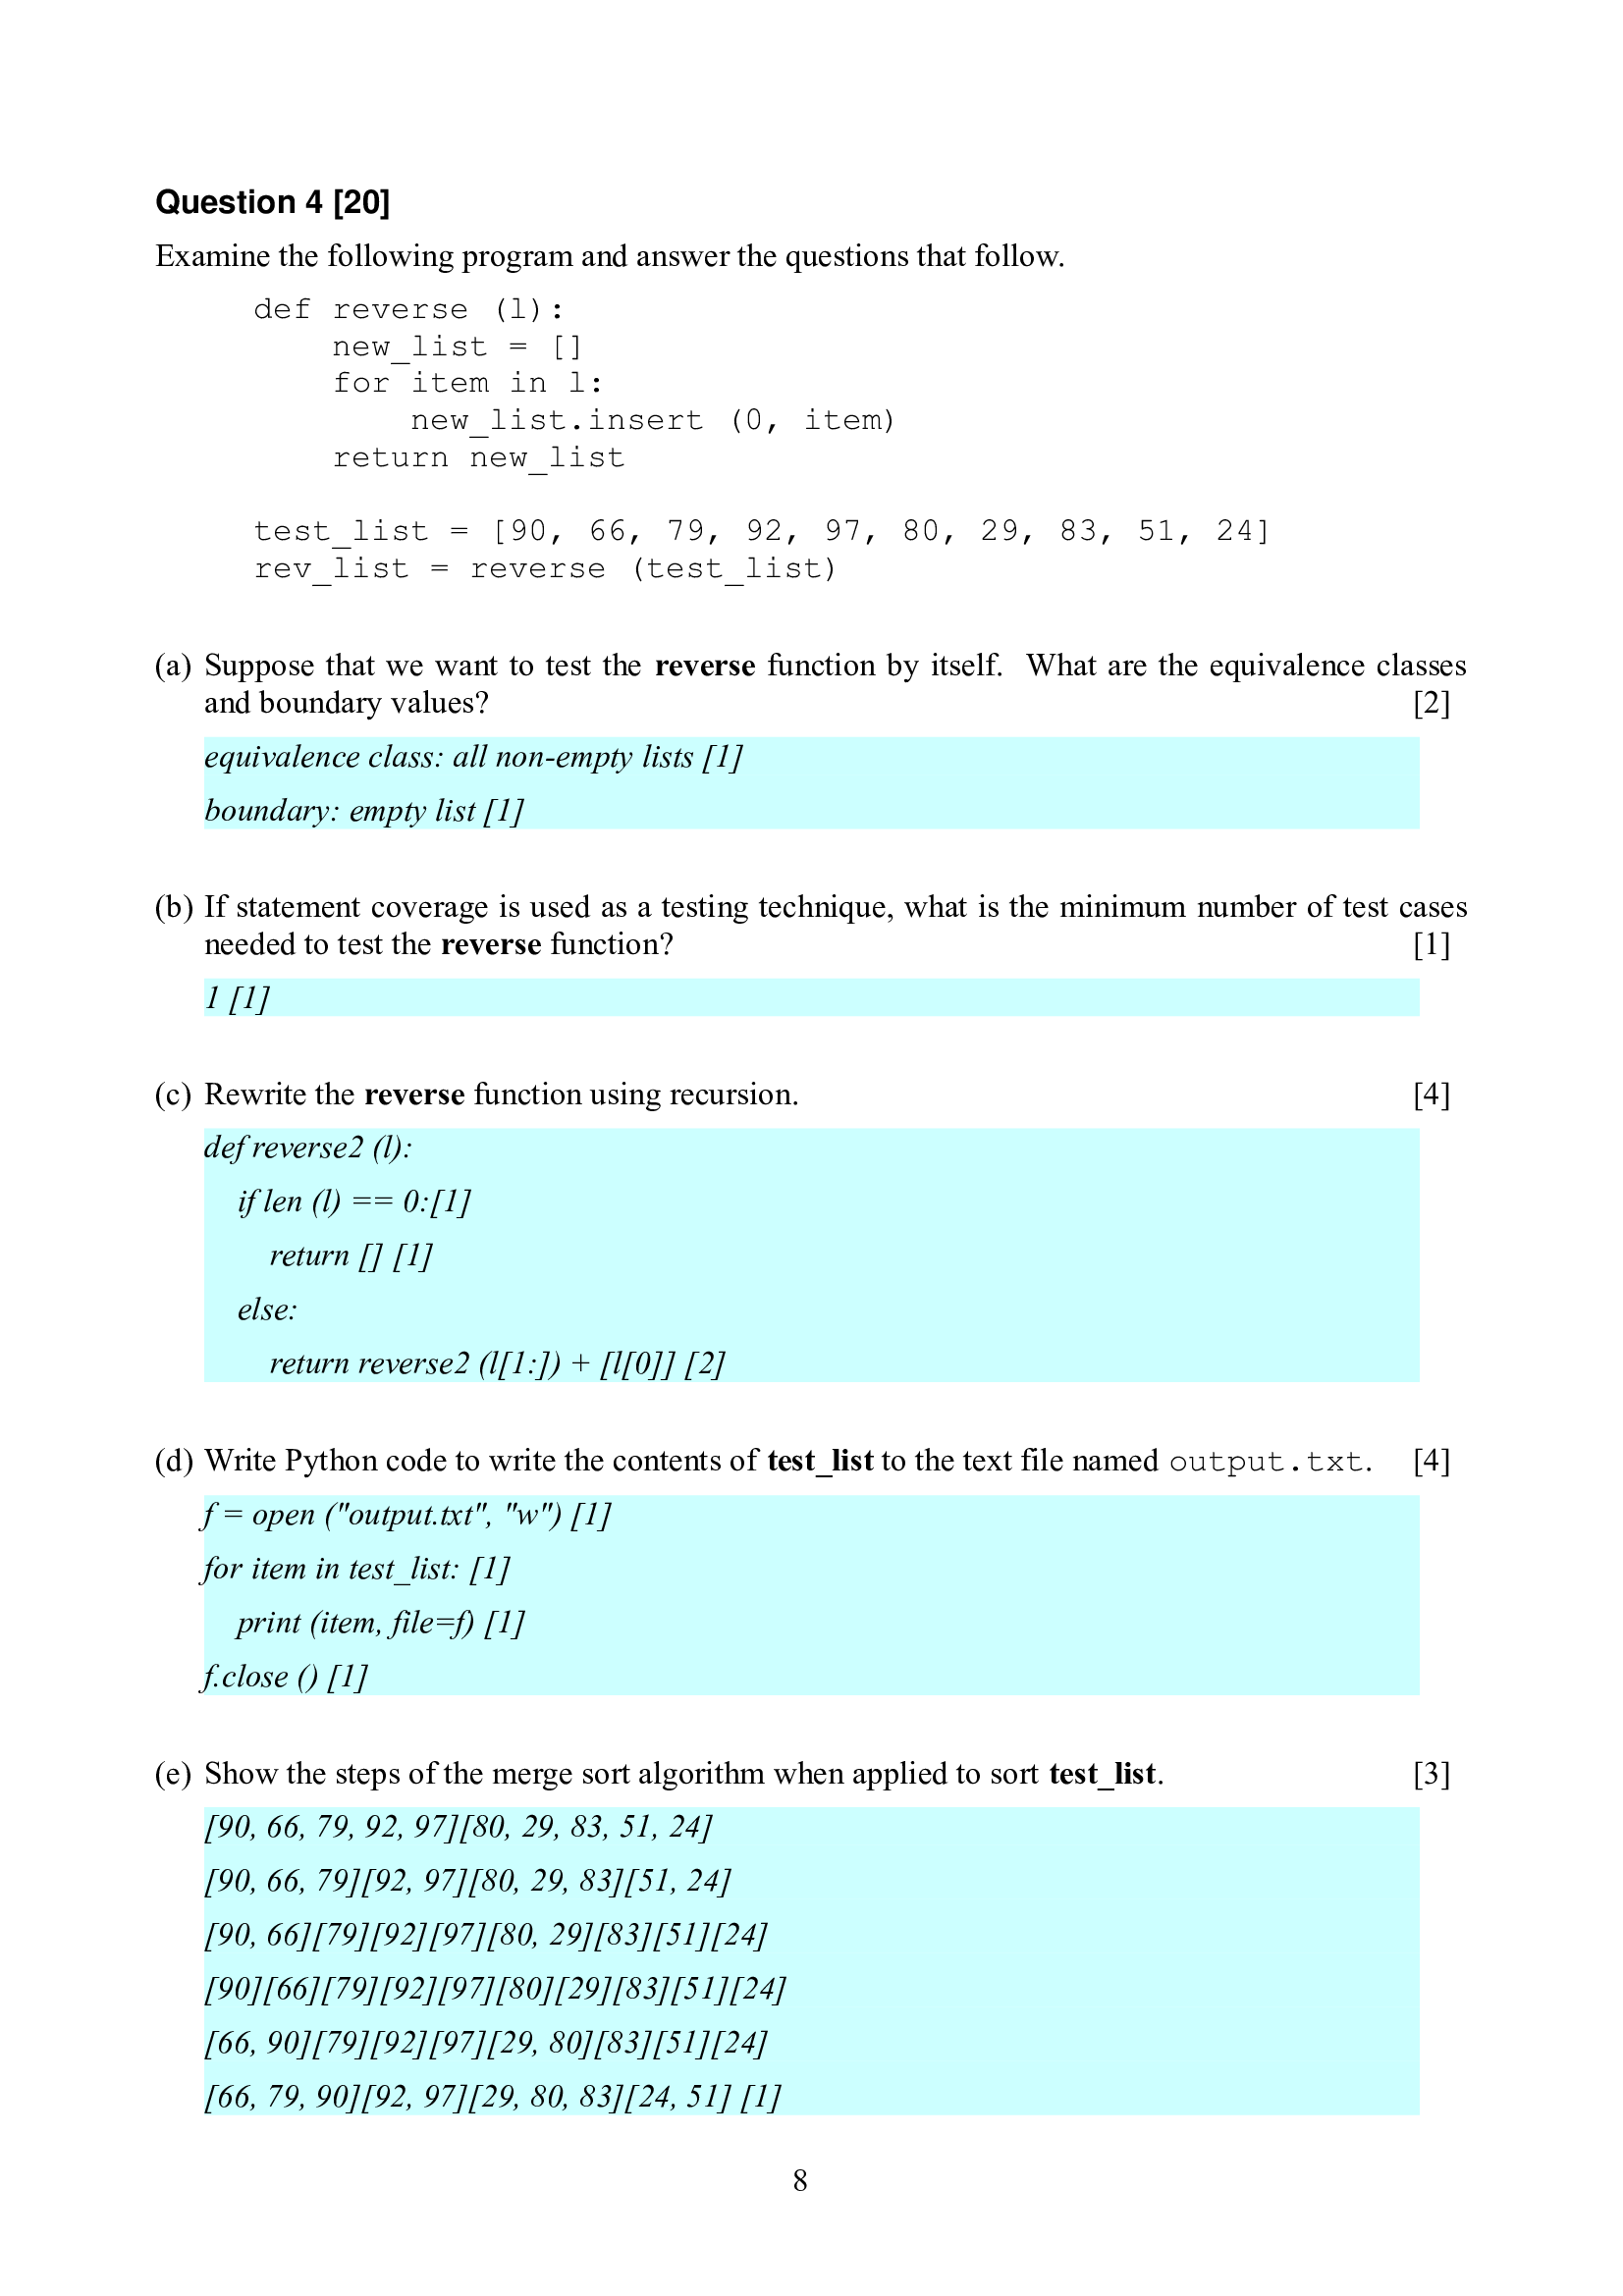 Question 4 [20]
Examine the following program and answer the questions that follow.
def reverse (l):
    new_list = []
    for item in l:
        new_list.insert (0, item)
    return new_list
test_list = [90, 66, 79, 92, 97, 80, 29, 83, 51, 24]
rev_list = reverse (test_list)
(a) Suppose that we want to test the reverse function by itself. What are the equivalence classes
and boundary values? [2]
equivalence class: all non-empty lists [1]
boundary: empty list [1]
(b) If statement coverage is used as a testing technique, what is the minimum number of test cases
needed to test the reverse function? [1]
1 [1]
(c) Rewrite the reverse function using recursion. [4]
def reverse2 (l):
    if len (l) == 0:[1]
        return [] [1]
    else:
        return reverse2 (l[1:]) + [l[0]] [2]
(d) Write Python code to write the contents of test_list to the text file named output.txt. [4]
f = open ("output.txt", "w") [1]
for item in test_list: [1]
    print (item, file=f) [1]
f.close () [1]
(e) Show the steps of the merge sort algorithm when applied to sort test_list. [3]
[90, 66, 79, 92, 97][80, 29, 83, 51, 24]
[90, 66, 79][92, 97][80, 29, 83][51, 24]
[90, 66][79][92][97][80, 29][83][51][24]
[90][66][79][92][97][80][29][83][51][24]
[66, 90][79][92][97][29, 80][83][51][24]
[66, 79, 90][92, 97][29, 80, 83][24, 51] [1]
8